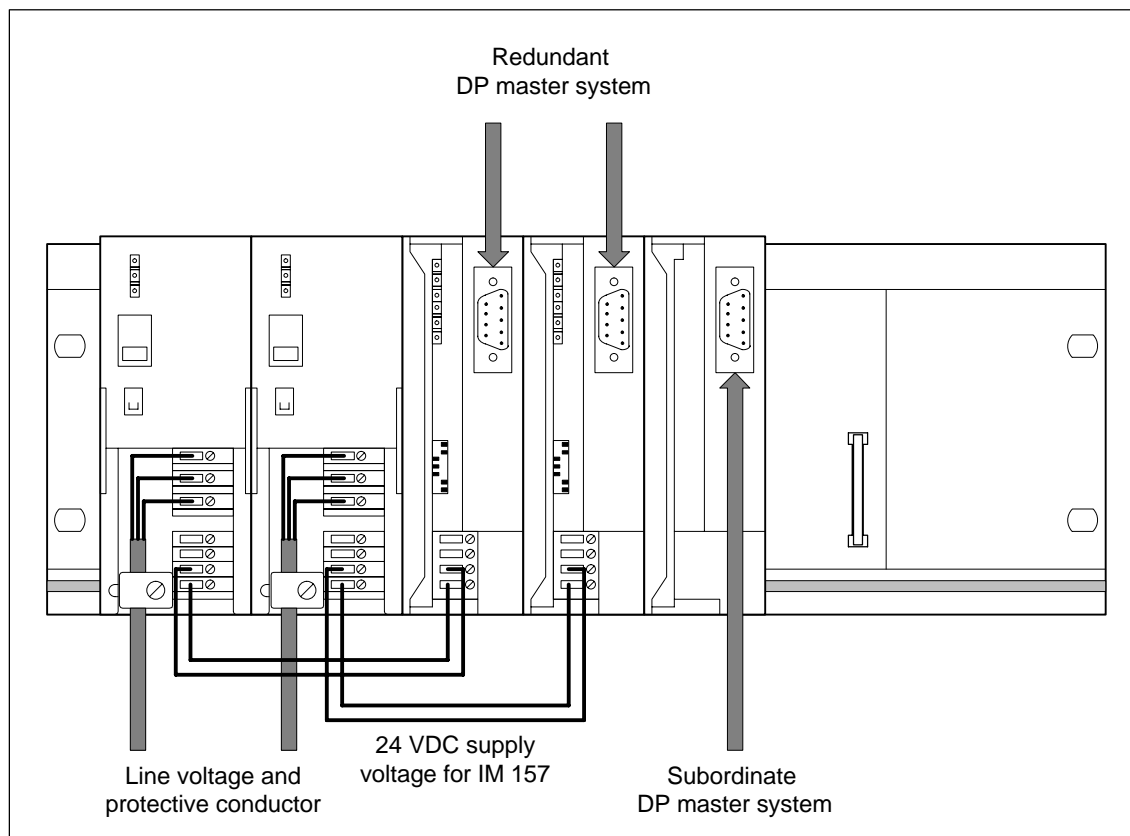 Redundant
DP master system
24 VDC supply
voltage for IM 157
Line voltage and
protective conductor
Subordinate
DP master system